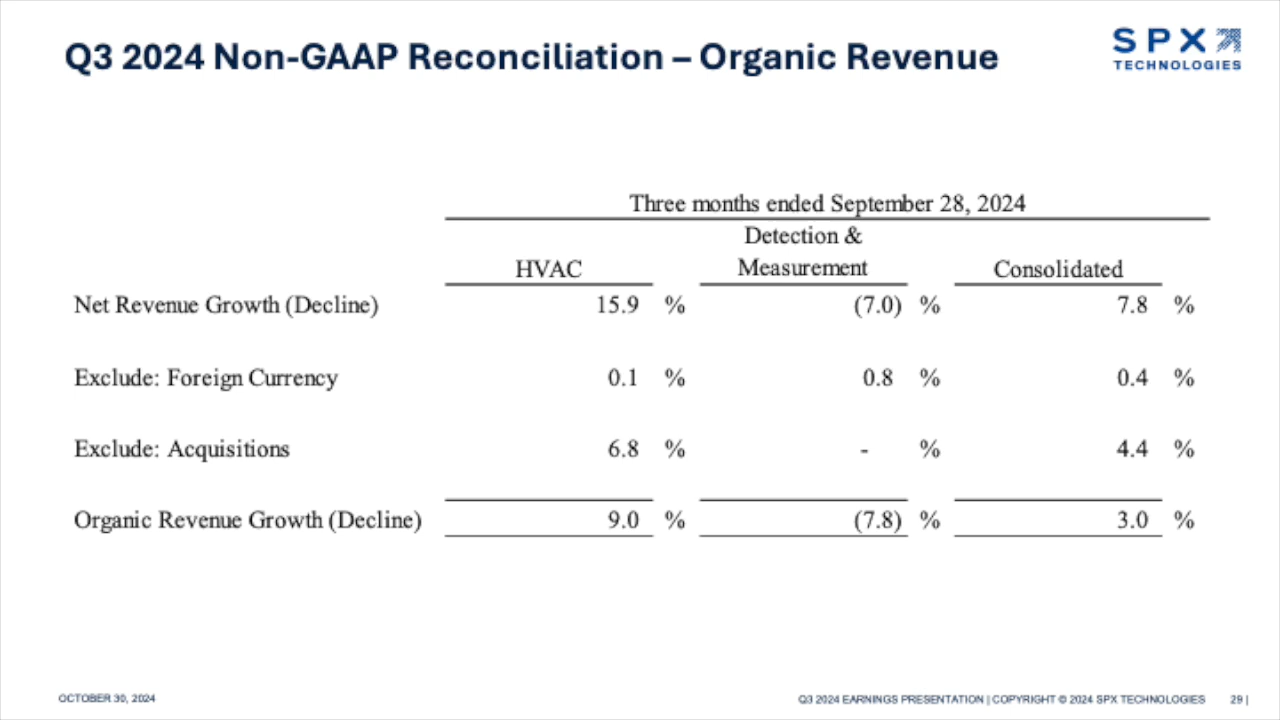 Q3 2024 Non-GAAP Reconciliation – Organic Revenue
SPX
TECHNOLOGIES
Three months ended September 28, 2024
HVAC Detection & Measurement Consolidated
Net Revenue Growth (Decline) 15.9 % (7.0) % 7.8 %
Exclude: Foreign Currency 0.1 % 0.8 % 0.4 %
Exclude: Acquisitions 6.8 % - % 4.4 %
Organic Revenue Growth (Decline) 9.0 % (7.8) % 3.0 %
OCTOBER 30, 2024
Q3 2024 EARNINGS PRESENTATION | COPYRIGHT © 2024 SPX TECHNOLOGIES 29 |